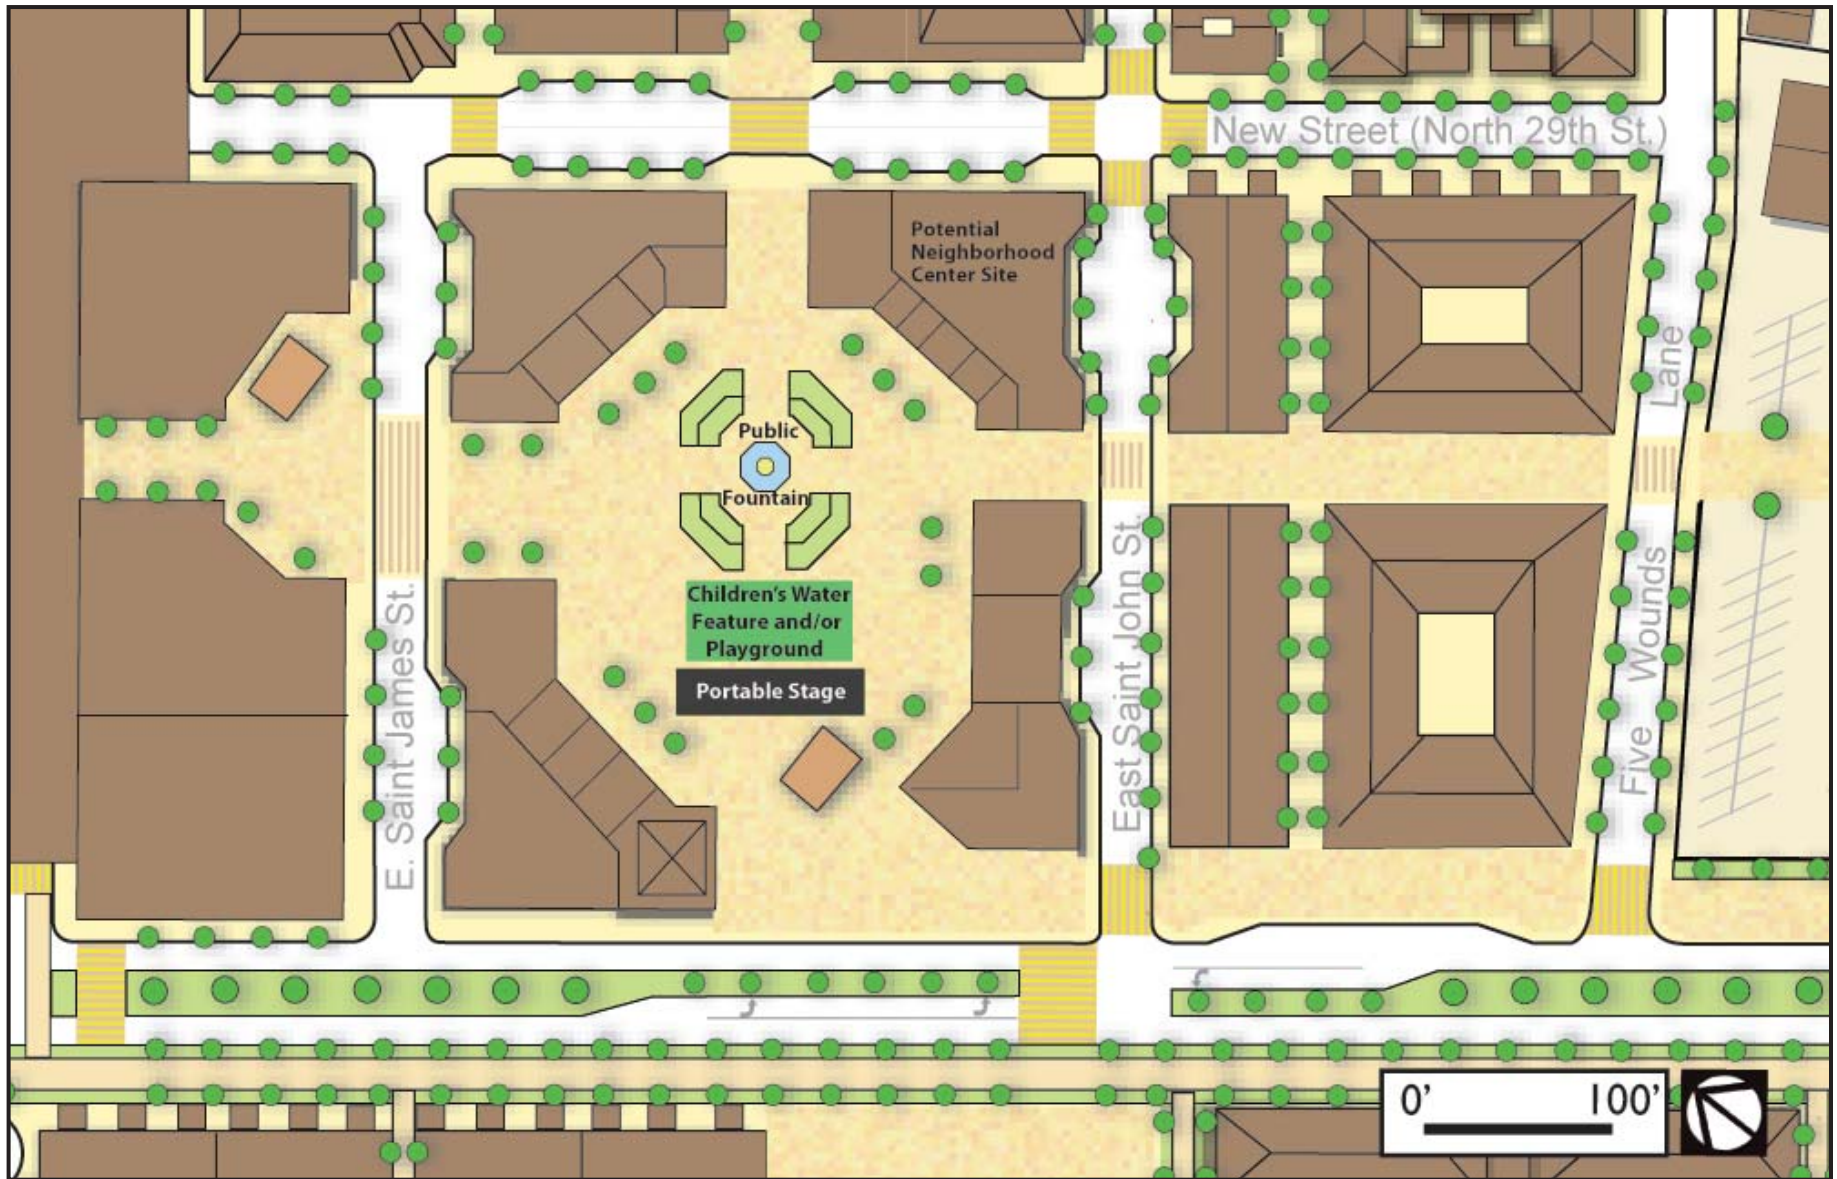 New Street (North 29th St.)
Potential
Neighborhood
Center Site
Public
Fountain
Children's Water
Feature and/or
Playground
Portable Stage
E. Saint James St.
East Saint John St.
Five Wounds Lane
0' 100'